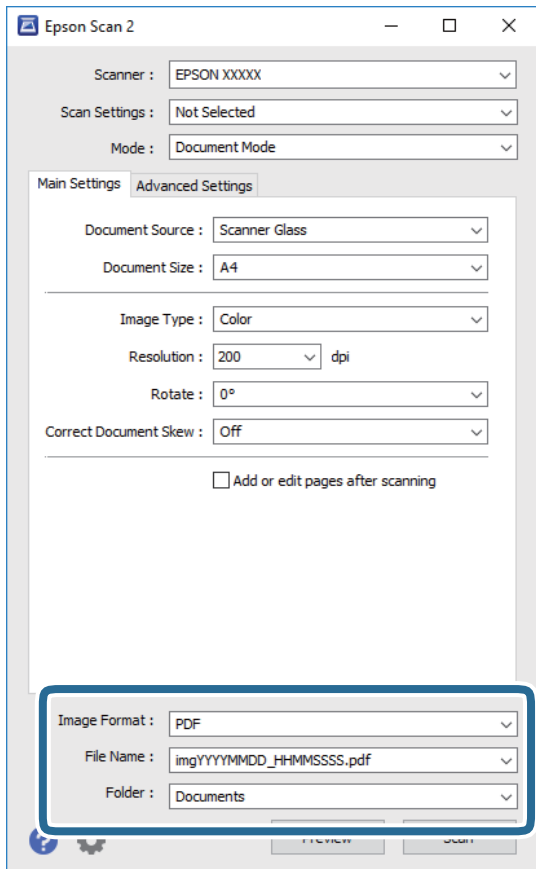 Epson Scan 2
Scanner : EPSON XXXXX
Scan Settings : Not Selected
Mode : Document Mode
Main Settings Advanced Settings
Document Source : Scanner Glass
Document Size : A4
Image Type : Color
Resolution : 200 dpi
Rotate : 0°
Correct Document Skew : Off
Add or edit pages after scanning
Image Format : PDF
File Name : imgYYYYMMDD_HHMMSSSS.pdf
Folder : Documents
? Preview Scan